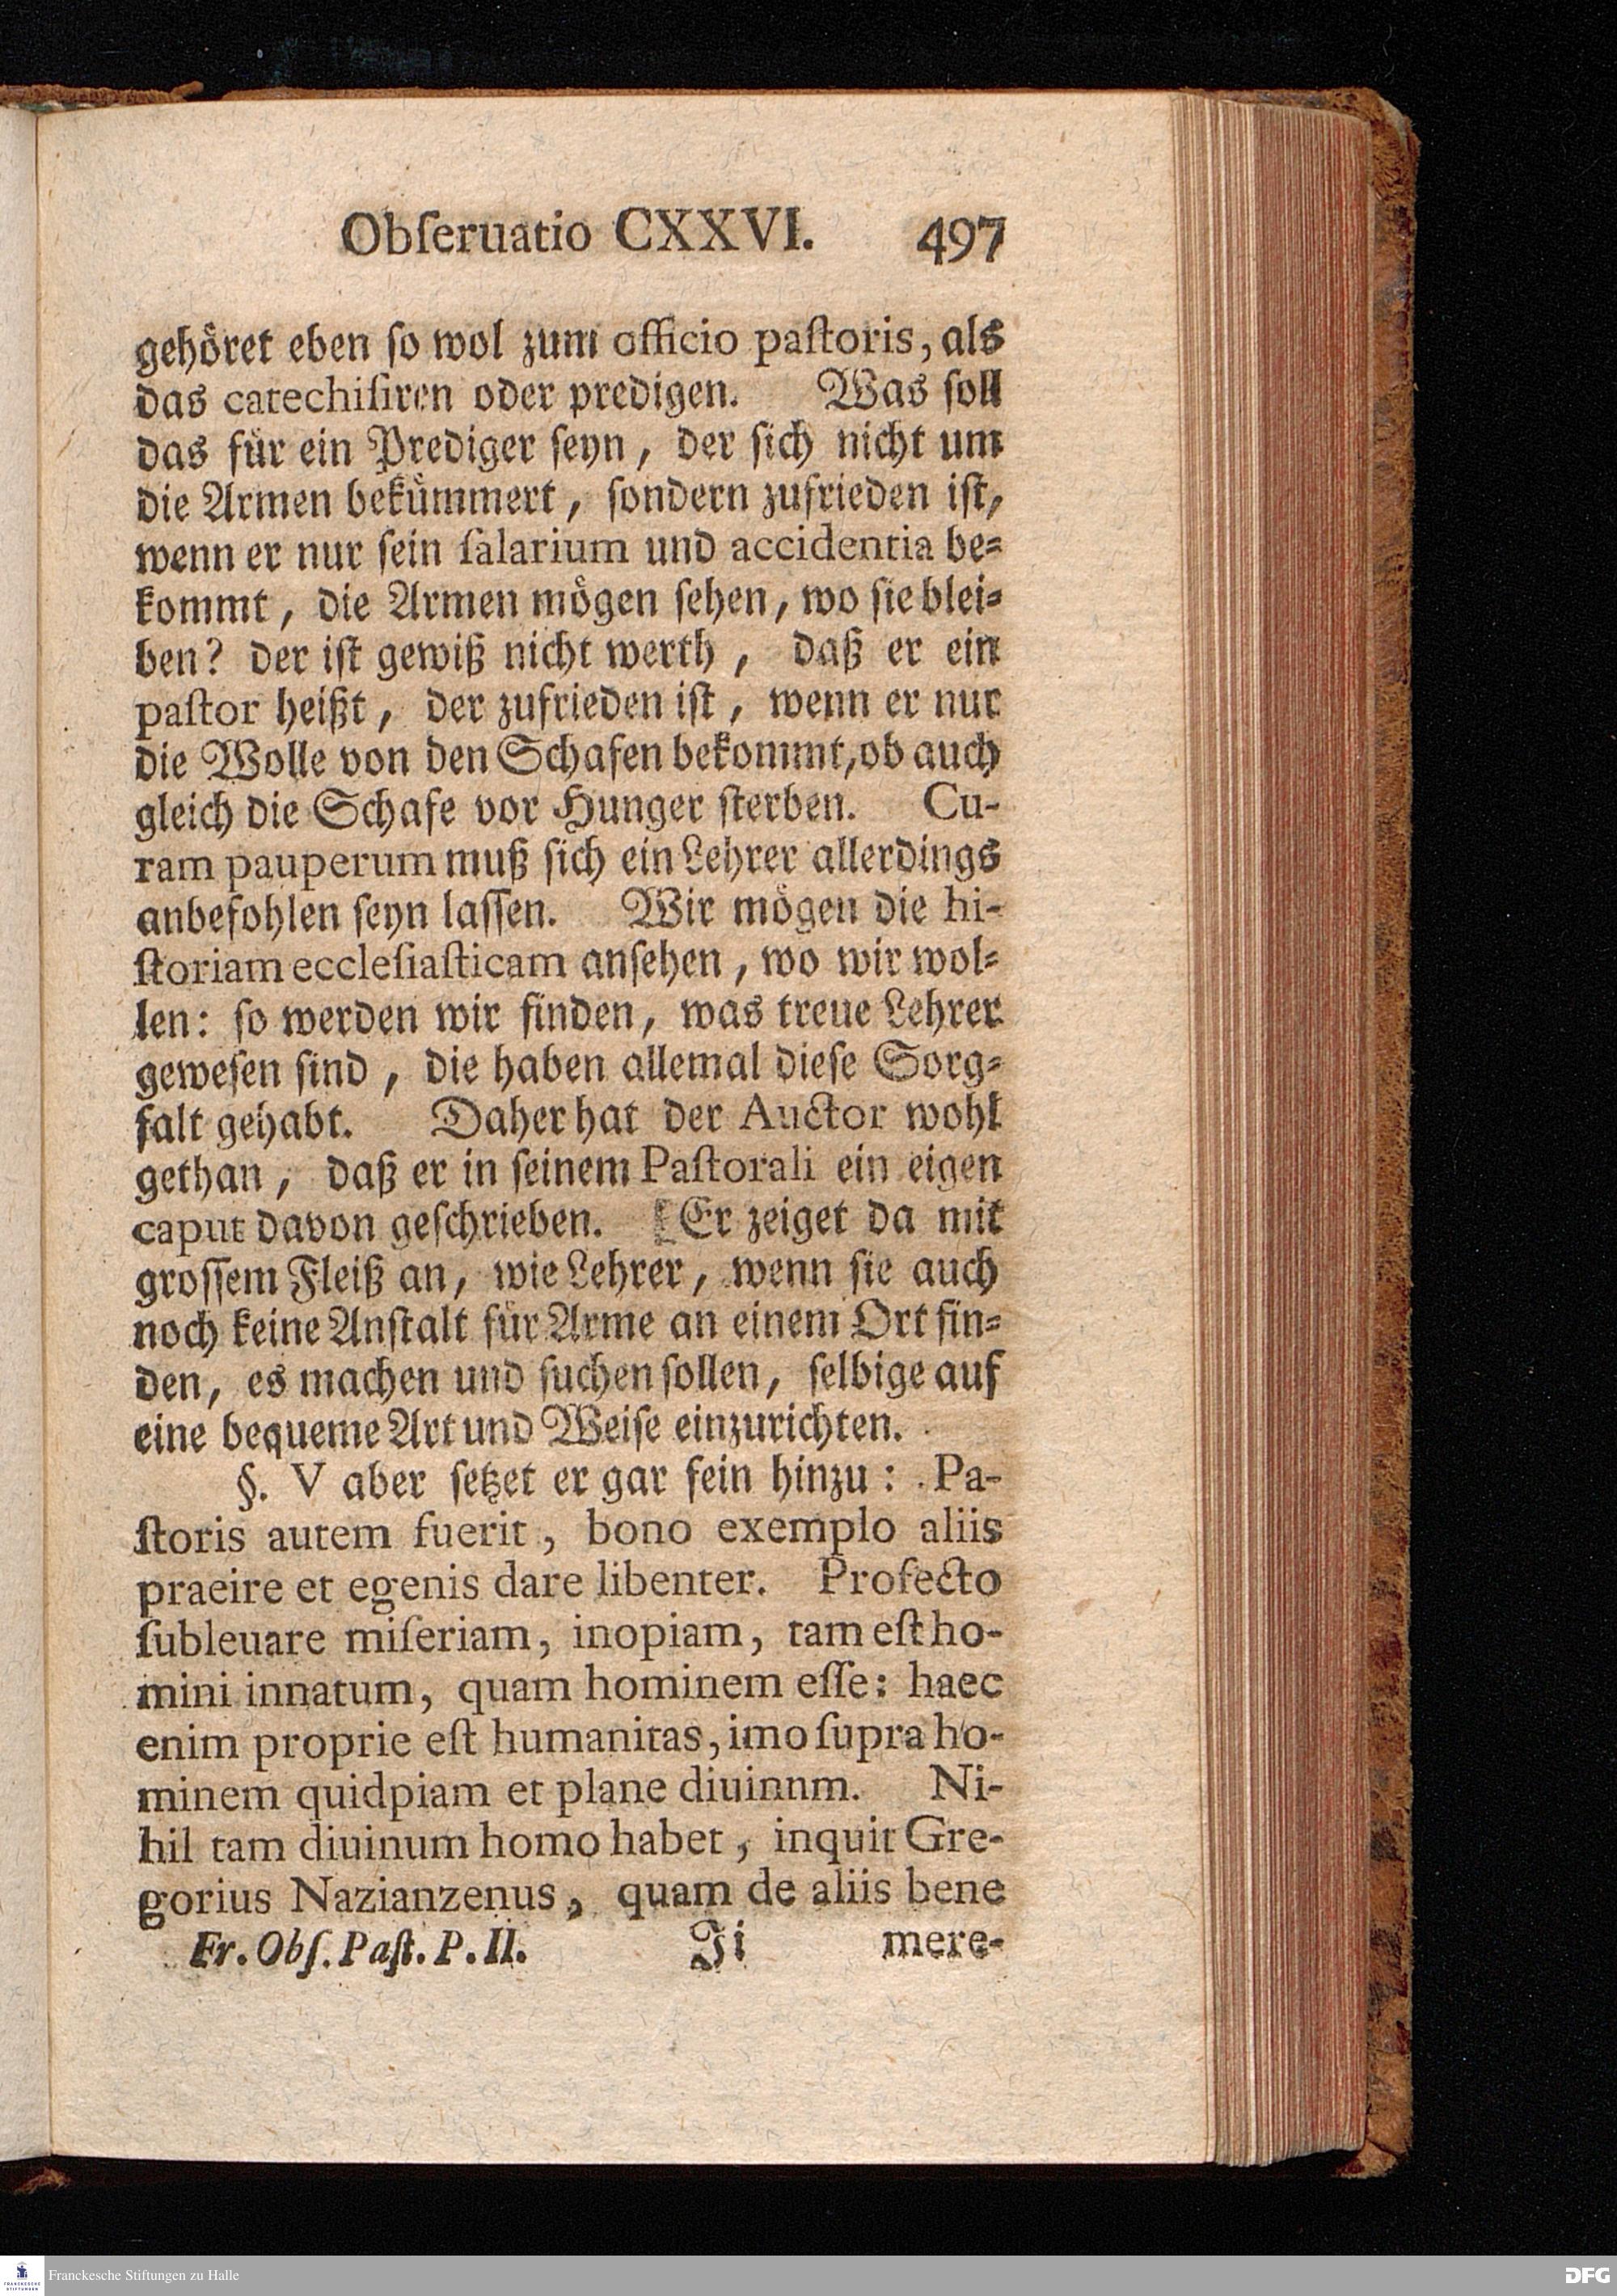 Obſeruatio CXXVI. 497
gehöret eben ſo wol zum officio paſtoris, als
das catechiſiren oder predigen. Was ſoll
das für ein Prediger ſeyn, der ſich nicht um
die Armen bekümmert, ſondern zufrieden iſt,
wenn er nur ſein ſalarium und accidentia be-
kommt, die Armen mögen ſehen, wo ſie blei-
ben? der iſt gewiß nicht werth, daß er ein
paſtor heißt, der zufrieden iſt, wenn er nur
die Wolle von den Schafen bekommt, ob auch
gleich die Schafe vor Hunger ſterben. Cu-
ram pauperum muß ſich ein Lehrer allerdings
anbefohlen ſeyn laſſen. Wir mögen die hi-
ſtoriam eccleſiaſticam anſehen, wo wir wol-
len: ſo werden wir finden, was treue Lehrer
geweſen ſind, die haben allemal dieſe Sorg-
falt gehabt. Daher hat der Auctor wohl
gethan, daß er in ſeinem Paſtorali ein eigen
caput davon geſchrieben. [Er zeiget da mit
groſſem Fleiß an, wie Lehrer, wenn ſie auch
noch keine Anſtalt für Arme an einem Ort fin-
den, es machen und ſuchen ſollen, ſelbige auf
eine bequeme Art und Weiſe einzurichten.
§. V aber ſetzet er gar fein hinzu: Pa-
ſtoris autem fuerit, bono exemplo aliis
praeire et egenis dare libenter. Profecto
ſubleuare miſeriam, inopiam, tam eſt ho-
mini innatum, quam hominem eſſe: haec
enim proprie eſt humanitas, imo ſupra ho-
minem quidpiam et plane diuinnm. Ni-
hil tam diuinum homo habet, inquit Gre-
gorius Nazianzenus, quam de aliis bene
Fr. Obſ. Paſt. P. II. Ii mere-
Franckesche Stiftungen zu Halle
FRANCKESCHE STIFTUNGEN
DFG